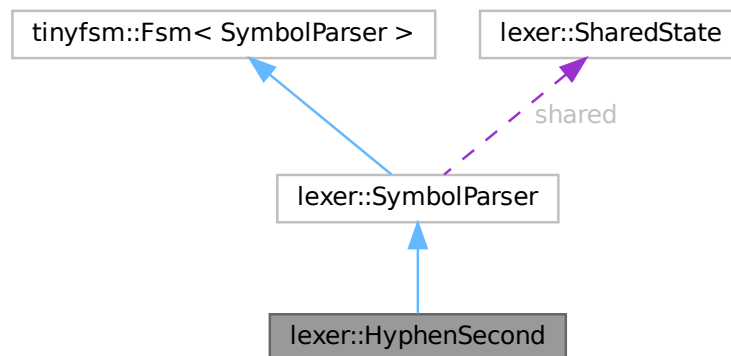 tinyfsm::Fsm< SymbolParser >
lexer::SharedState
shared
lexer::SymbolParser
lexer::HyphenSecond